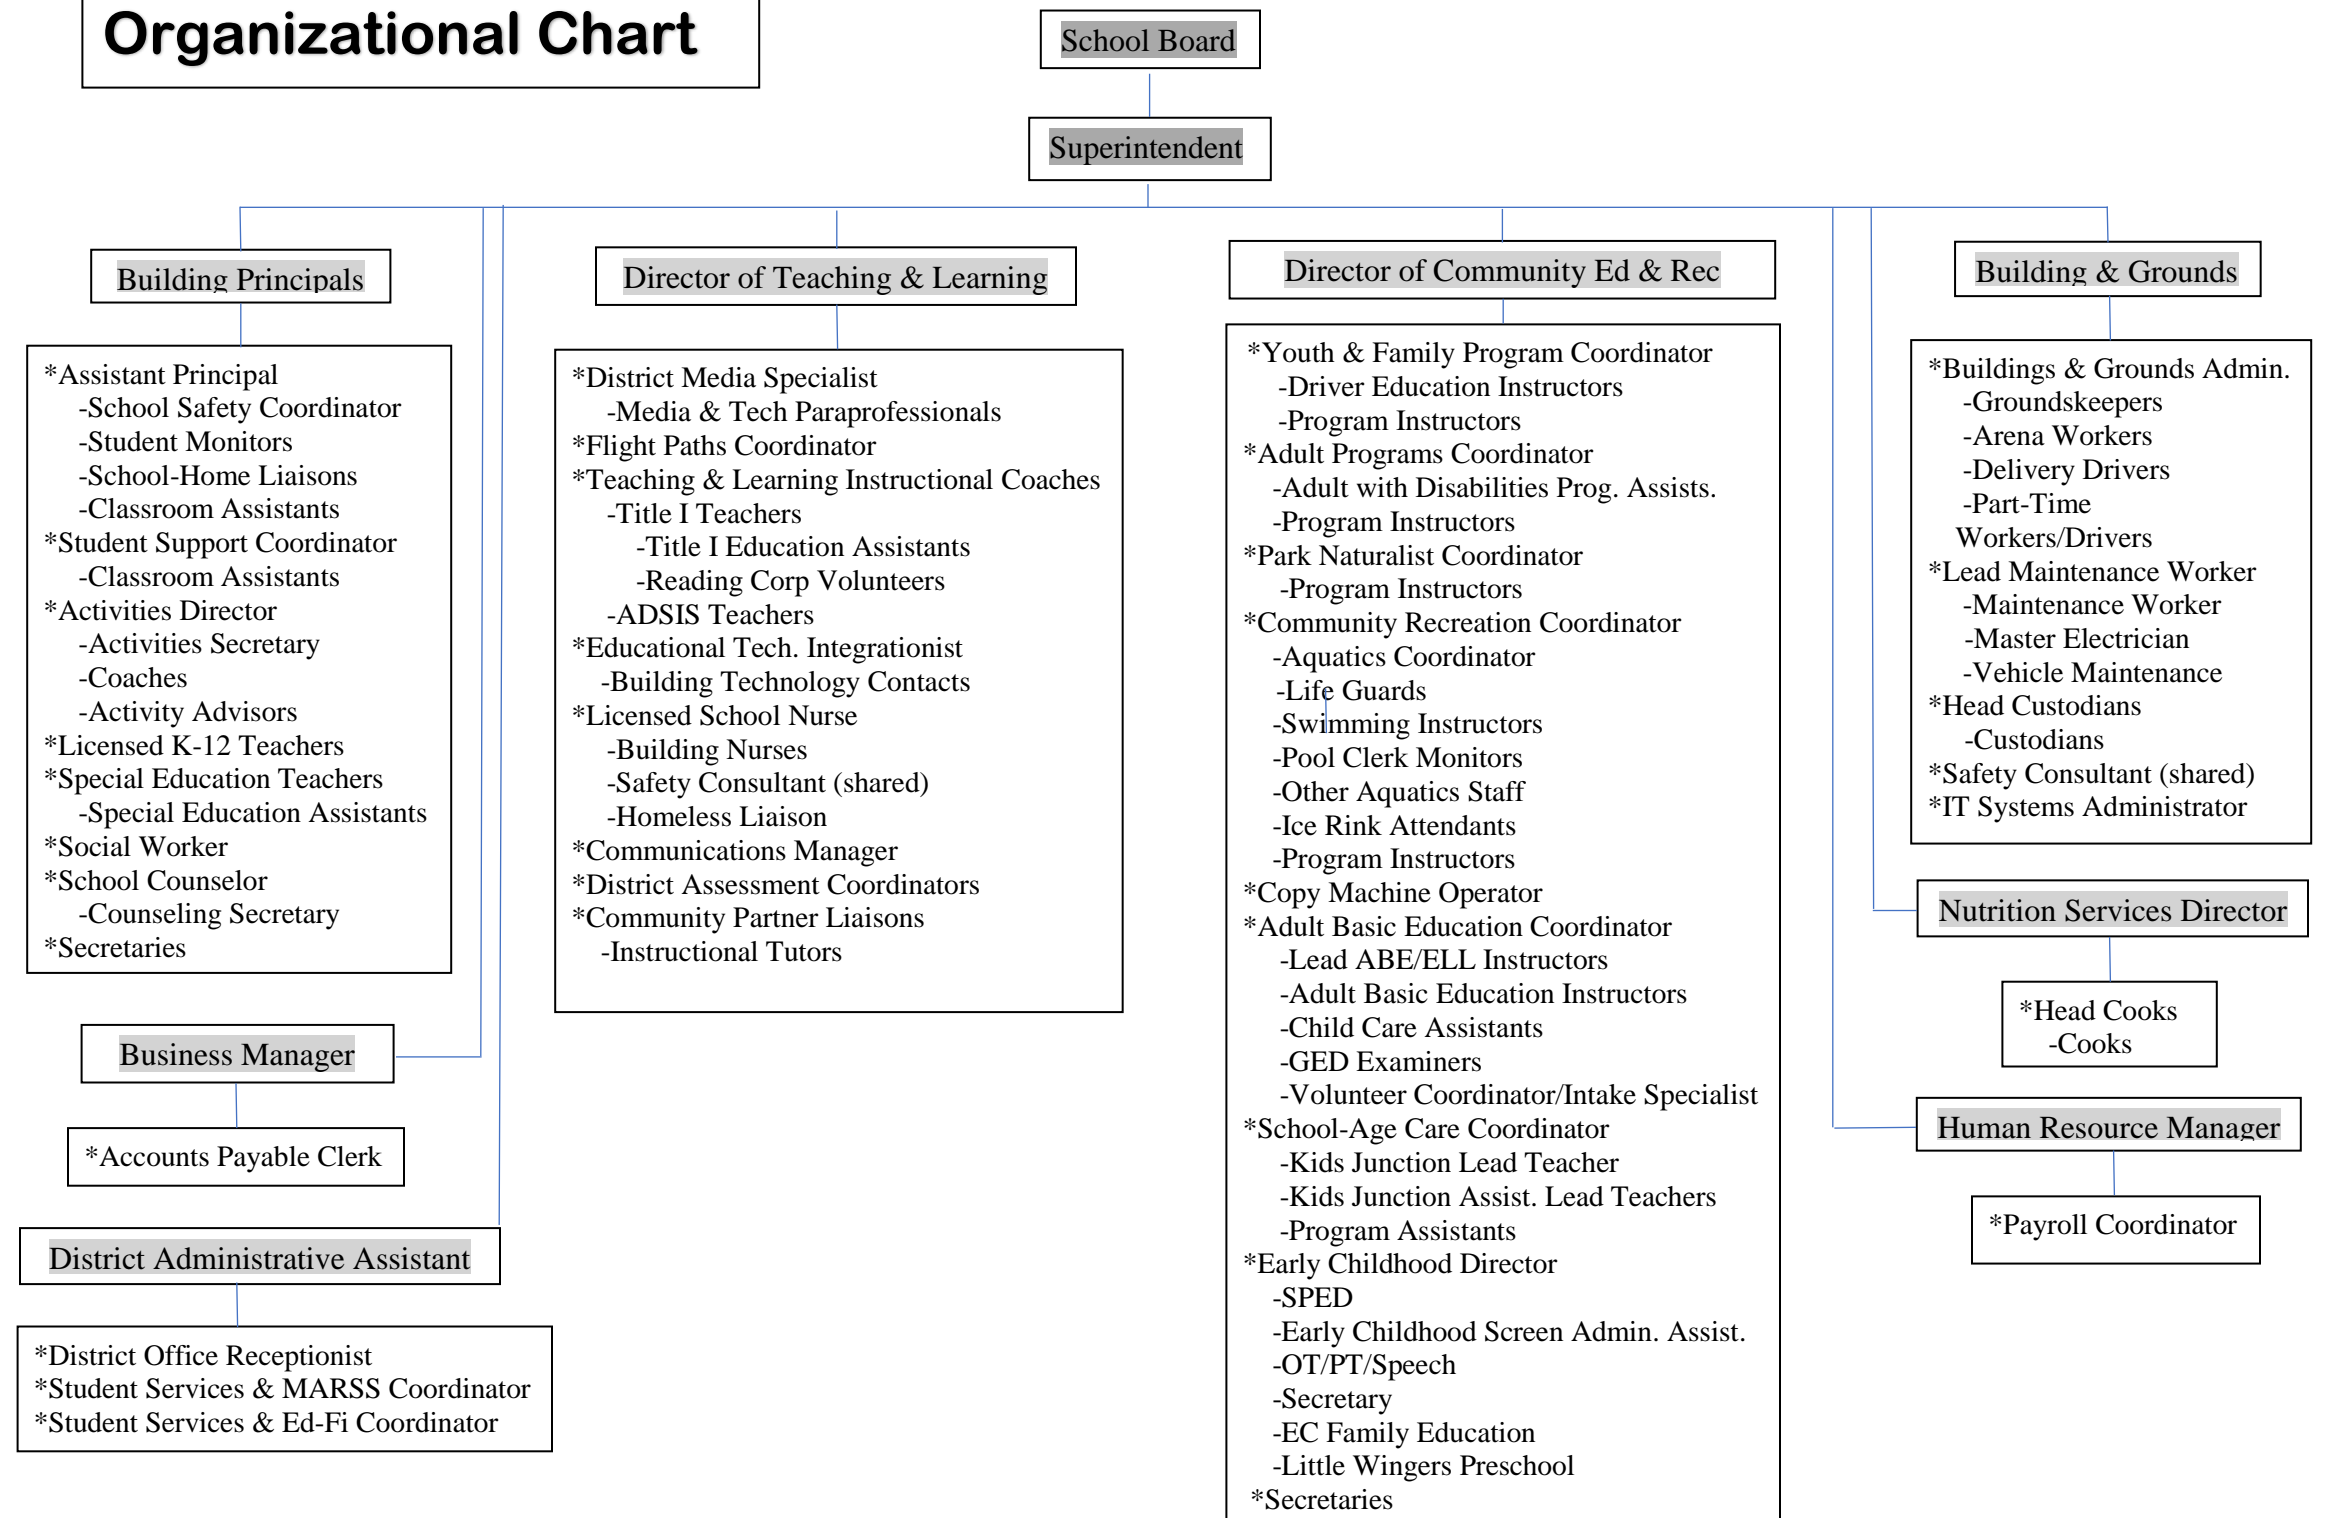 Organizational Chart
School Board
Superintendent
Building Principals
*Assistant Principal
-School Safety Coordinator
-Student Monitors
-School-Home Liaisons
-Classroom Assistants
*Student Support Coordinator
-Classroom Assistants
*Activities Director
-Activities Secretary
-Coaches
-Activity Advisors
*Licensed K-12 Teachers
*Special Education Teachers
-Special Education Assistants
*Social Worker
*School Counselor
-Counseling Secretary
*Secretaries
Business Manager
*Accounts Payable Clerk
District Administrative Assistant
*District Office Receptionist
*Student Services & MARSS Coordinator
*Student Services & Ed-Fi Coordinator
Director of Teaching & Learning
*District Media Specialist
-Media & Tech Paraprofessionals
*Flight Paths Coordinator
*Teaching & Learning Instructional Coaches
-Title I Teachers
-Title I Education Assistants
-Reading Corp Volunteers
-ADSIS Teachers
*Educational Tech. Integrationist
-Building Technology Contacts
*Licensed School Nurse
-Building Nurses
-Safety Consultant (shared)
-Homeless Liaison
*Communications Manager
*District Assessment Coordinators
*Community Partner Liaisons
-Instructional Tutors
Director of Community Ed & Rec
*Youth & Family Program Coordinator
-Driver Education Instructors
-Program Instructors
*Adult Programs Coordinator
-Adult with Disabilities Prog. Assists.
-Program Instructors
*Park Naturalist Coordinator
-Program Instructors
*Community Recreation Coordinator
-Aquatics Coordinator
-Life Guards
-Swimming Instructors
-Pool Clerk Monitors
-Other Aquatics Staff
-Ice Rink Attendants
-Program Instructors
*Copy Machine Operator
*Adult Basic Education Coordinator
-Lead ABE/ELL Instructors
-Adult Basic Education Instructors
-Child Care Assistants
-GED Examiners
-Volunteer Coordinator/Intake Specialist
*School-Age Care Coordinator
-Kids Junction Lead Teacher
-Kids Junction Assist. Lead Teachers
-Program Assistants
*Early Childhood Director
-SPED
-Early Childhood Screen Admin. Assist.
-OT/PT/Speech
-Secretary
-EC Family Education
-Little Wingers Preschool
*Secretaries
Building & Grounds
*Buildings & Grounds Admin.
-Groundskeepers
-Arena Workers
-Delivery Drivers
-Part-Time
Workers/Drivers
*Lead Maintenance Worker
-Maintenance Worker
-Master Electrician
-Vehicle Maintenance
*Head Custodians
-Custodians
*Safety Consultant (shared)
*IT Systems Administrator
Nutrition Services Director
*Head Cooks
-Cooks
Human Resource Manager
*Payroll Coordinator